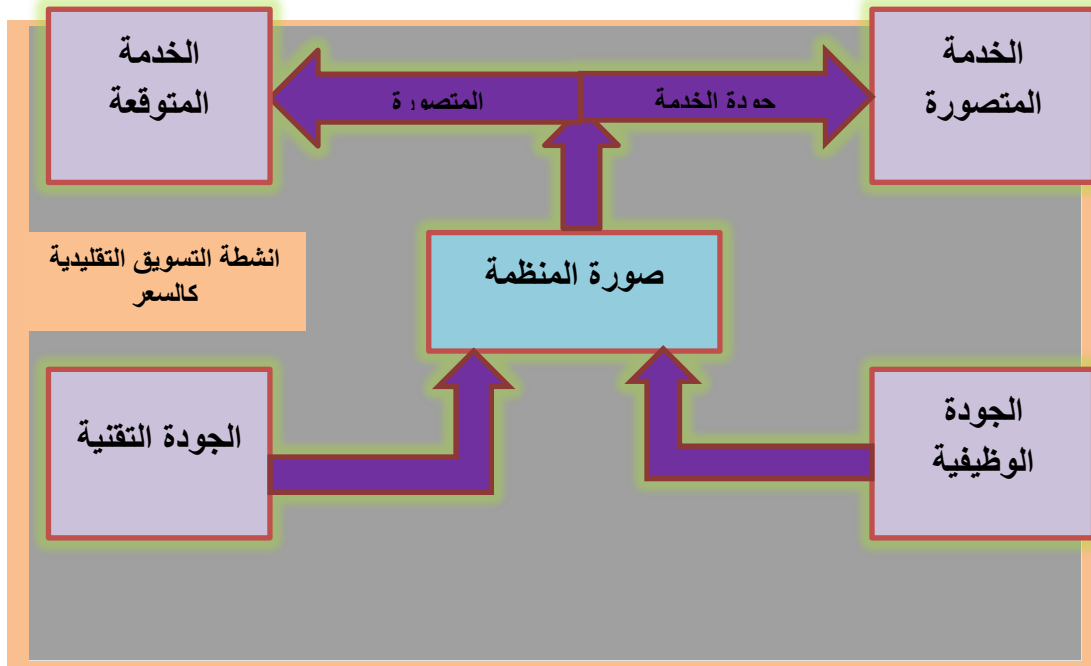 الخدمة
المتصورة
الخدمة
المتوقعة
جودة الخدمة
المتصورة
صورة المنظمة
انشطة التسويق التقليدية
كالسعر
الجودة
الوظيفية
الجودة التقنية